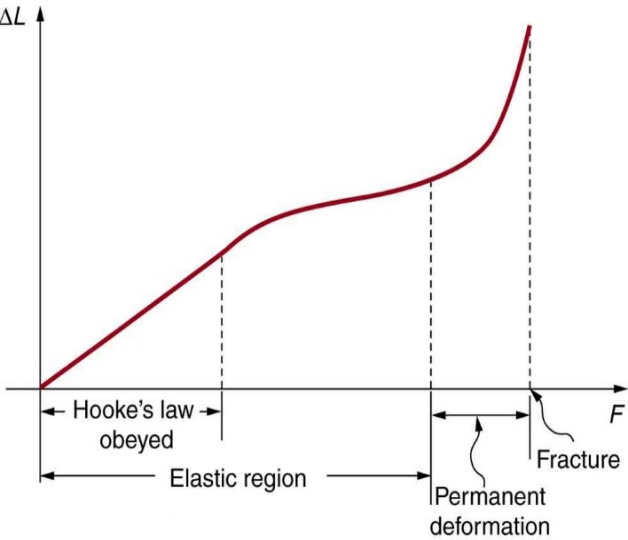 ΔL
Hooke's law
obeyed
F
Fracture
Elastic region
Permanent
deformation